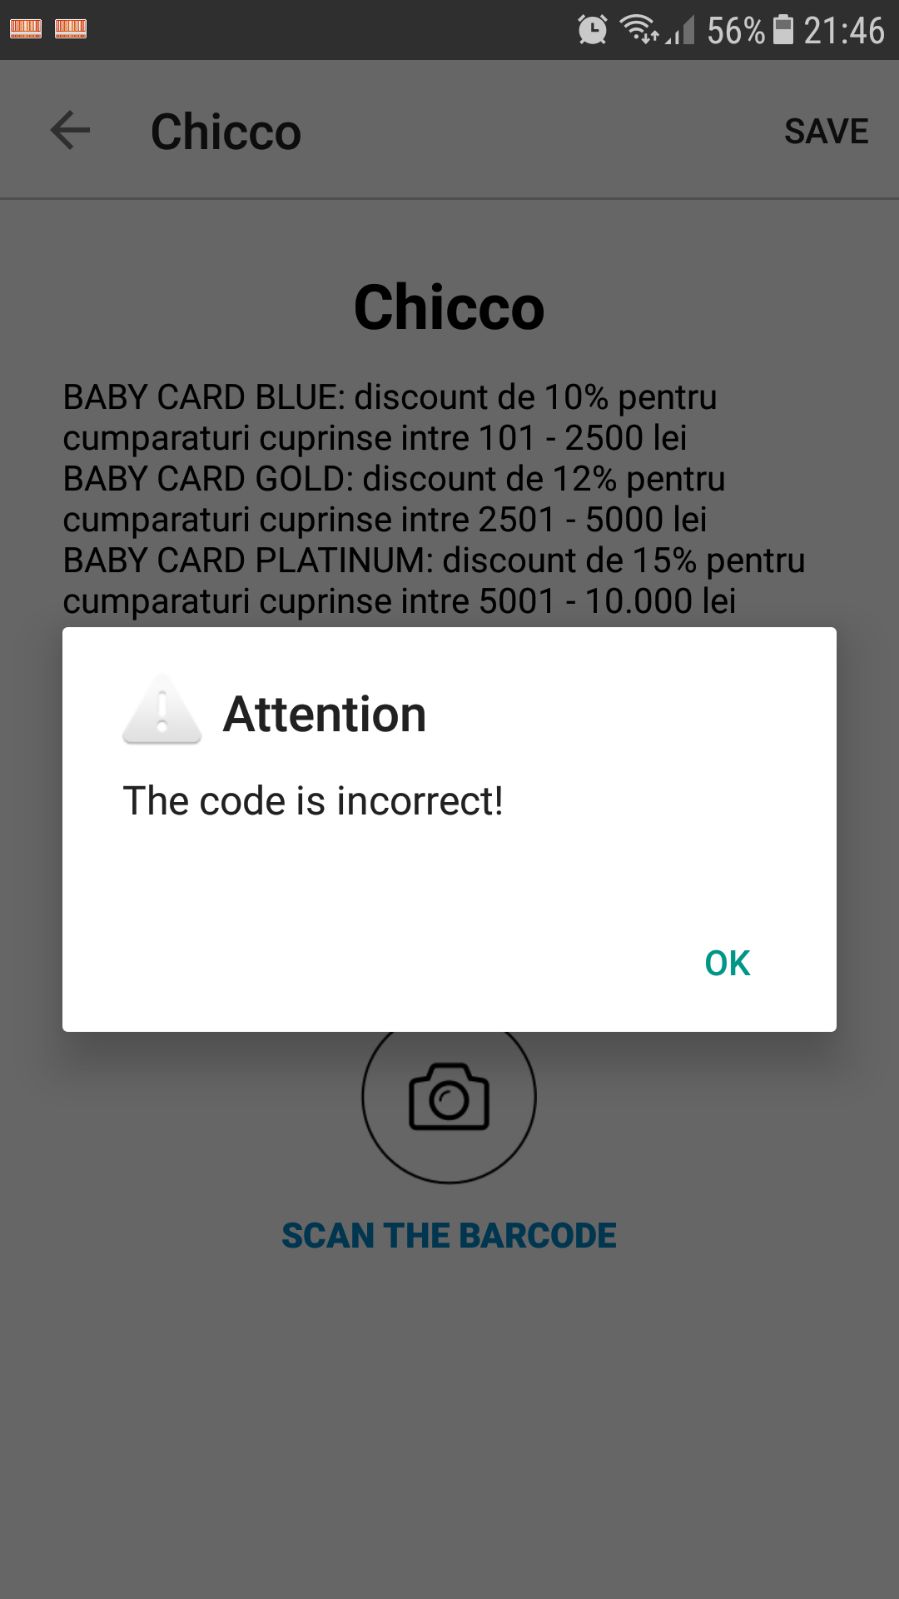 56% 21:46
Chicco SAVE
Chicco
BABY CARD BLUE: discount de 10% pentru
cumparaturi cuprinse intre 101 - 2500 lei
BABY CARD GOLD: discount de 12% pentru
cumparaturi cuprinse intre 2501 - 5000 lei
BABY CARD PLATINUM: discount de 15% pentru
cumparaturi cuprinse intre 5001 - 10.000 lei
Attention
The code is incorrect!
OK
SCAN THE BARCODE